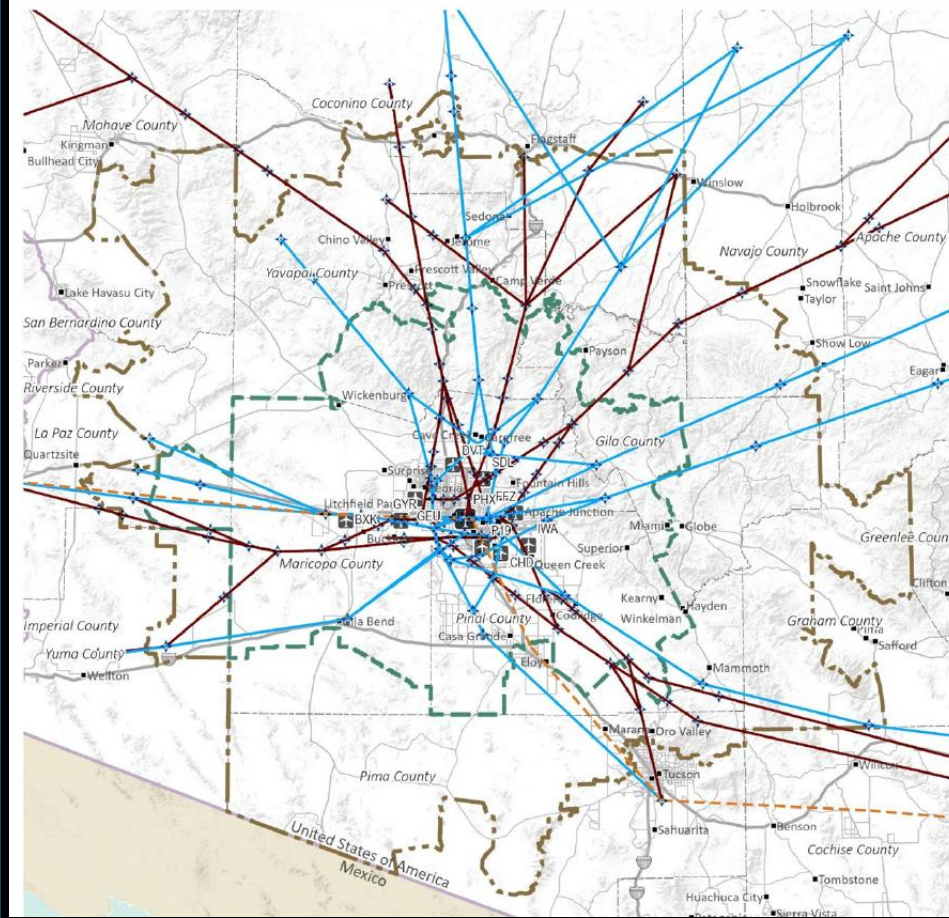 Coconino County
Mohave County
Kingman
Bullhead City
Flagstaff
Winslow
Holbrook
Sedona
Apache County
Chino Valley
Jerome
Navajo County
Yavapai County
Prescott Valley
Camp Verde
Prescott
Snowflake
Saint Johns
Taylor
Lake Havasu City
San Bernardino County
Show Low
Payson
Parker
Eagar
Riverside County
Wickenburg
La Paz County
Cave Creek
Carefree
Gila County
Quartzsite
DVT
SDL
Surprise
Peoria
Fountain Hills
Litchfield Park
GYR
PHX
FFZ
GEU
BXK
Apache Junction
IWA
Miami
Globe
Buckeye
P19
Superior
Greenlee County
Maricopa County
CHD
Queen Creek
Clifton
Kearny
Hayden
Florence
Imperial County
Gila Bend
Pinal County
Coolidge
Winkelman
Graham County
Pima
Casa Grande
Safford
Yuma County
Eloy
Mammoth
Wellton
Marana
Oro Valley
Willcox
Pima County
Tucson
Sahuarita
Benson
United States of America
Mexico
Cochise County
Tombstone
Huachuca City
Sierra Vista